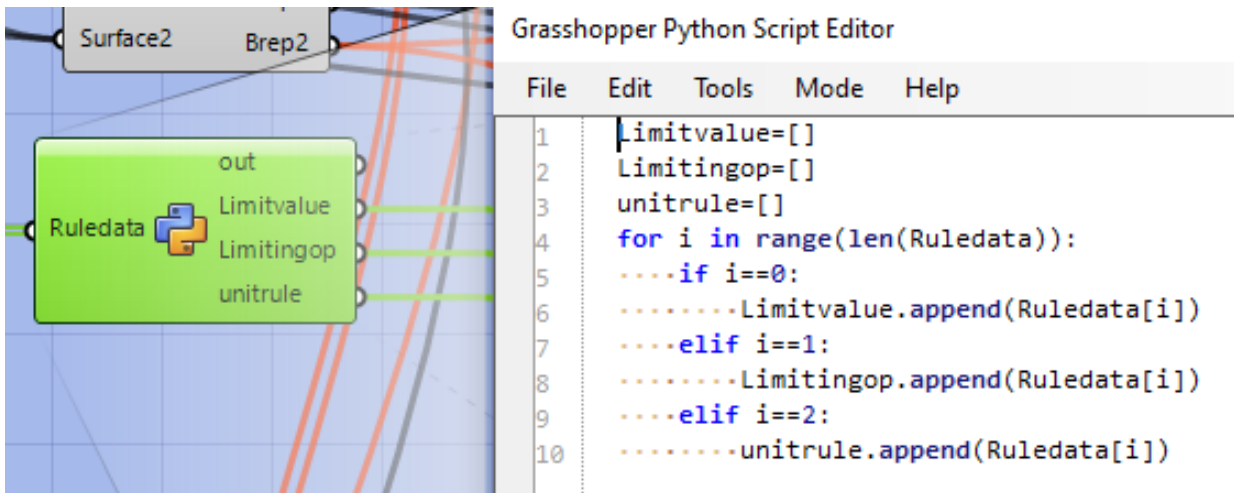 Surface2
Brep2
out
Ruledata
Limitvalue
Limitingop
unitrule
Grasshopper Python Script Editor
File Edit Tools Mode Help
1 Limitvalue=[]
2 Limitingop=[]
3 unitrule=[]
4 for i in range(len(Ruledata)):
5 ····if i==0:
6 ········Limitvalue.append(Ruledata[i])
7 ····elif i==1:
8 ········Limitingop.append(Ruledata[i])
9 ····elif i==2:
10 ········unitrule.append(Ruledata[i])